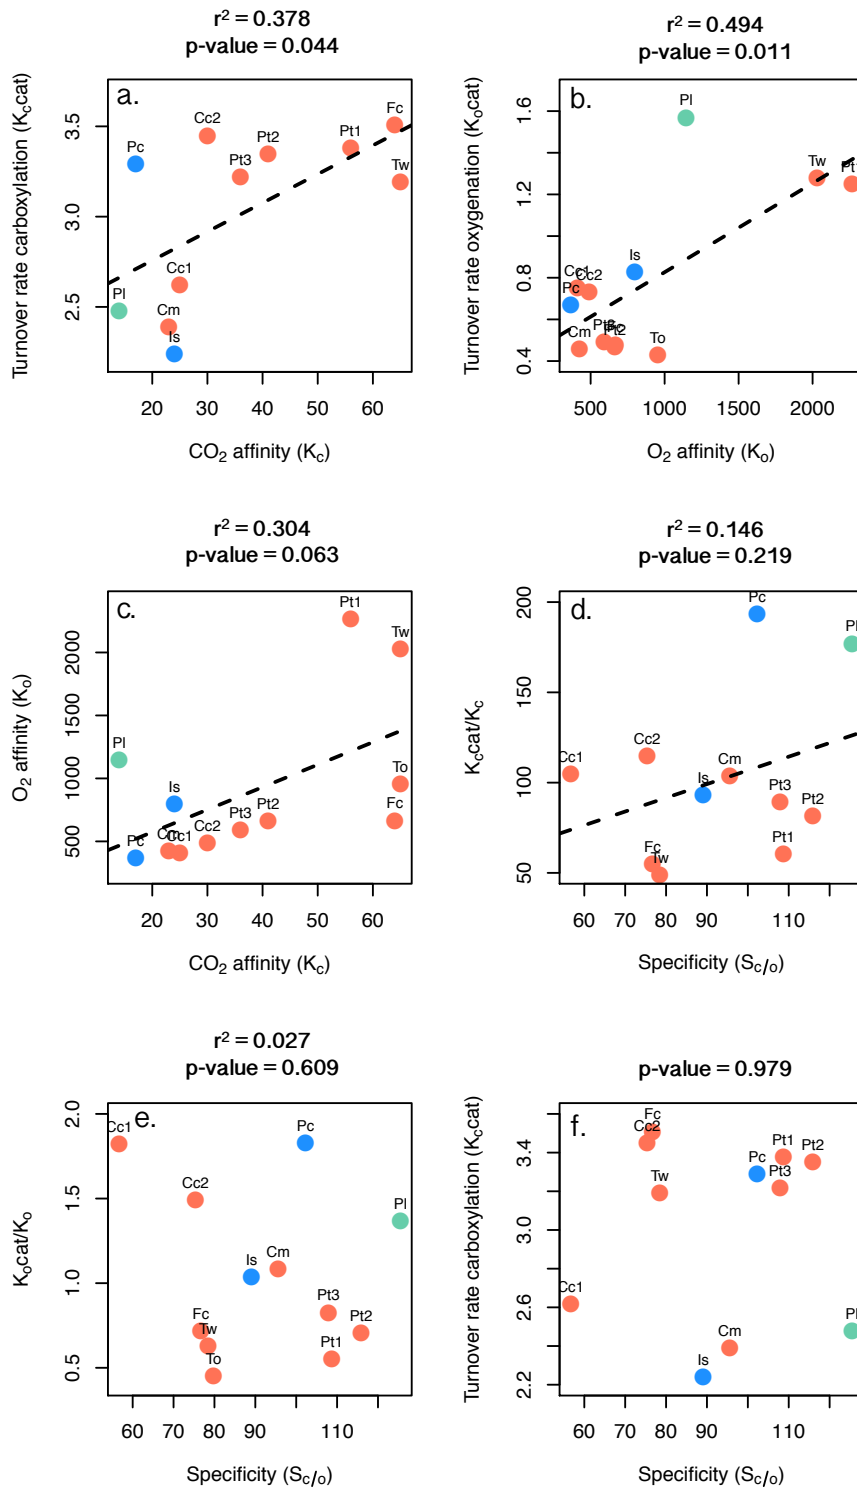 r² = 0.378
p-value = 0.044
a.
Turnover rate carboxylation (Kccat)
3.5
3.0
2.5
Pc
Cc2
Pt2
Pt3
Pt1
Fc
Tw
Cc1
Pl
Cm
Is
20 30 40 50 60
CO₂ affinity (Kc)
r² = 0.494
p-value = 0.011
b.
Turnover rate oxygenation (Kocat)
1.6
1.2
0.8
0.4
Pl
Tw
Pt1
Is
Cc1
Cc2
Pc
Cm
Pt3
Fc
Pt2
To
500 1000 1500 2000
O₂ affinity (Ko)
r² = 0.304
p-value = 0.063
c.
O₂ affinity (Ko)
2000
1500
1000
500
Pt1
Tw
Pl
Is
To
Pc
Cm
Cc1
Cc2
Pt3
Pt2
Fc
20 30 40 50 60
CO₂ affinity (Kc)
r² = 0.146
p-value = 0.219
d.
Kccat/Kc
200
150
100
50
Pc
Pl
Cc1
Cc2
Is
Cm
Pt3
Pt2
Fc
Tw
Pt1
60 70 80 90 110
Specificity (Sc/o)
r² = 0.027
p-value = 0.609
e.
Kocat/Ko
2.0
1.5
1.0
0.5
Cc1
Pc
Cc2
Pl
Is
Cm
Pt3
Fc
Tw
Pt2
To
Pt1
60 70 80 90 110
Specificity (Sc/o)
p-value = 0.979
f.
Turnover rate carboxylation (Kccat)
3.4
3.0
2.6
2.2
Fc
Cc2
Tw
Pc
Pt1
Pt2
Pt3
Cc1
Pl
Cm
Is
60 70 80 90 110
Specificity (Sc/o)